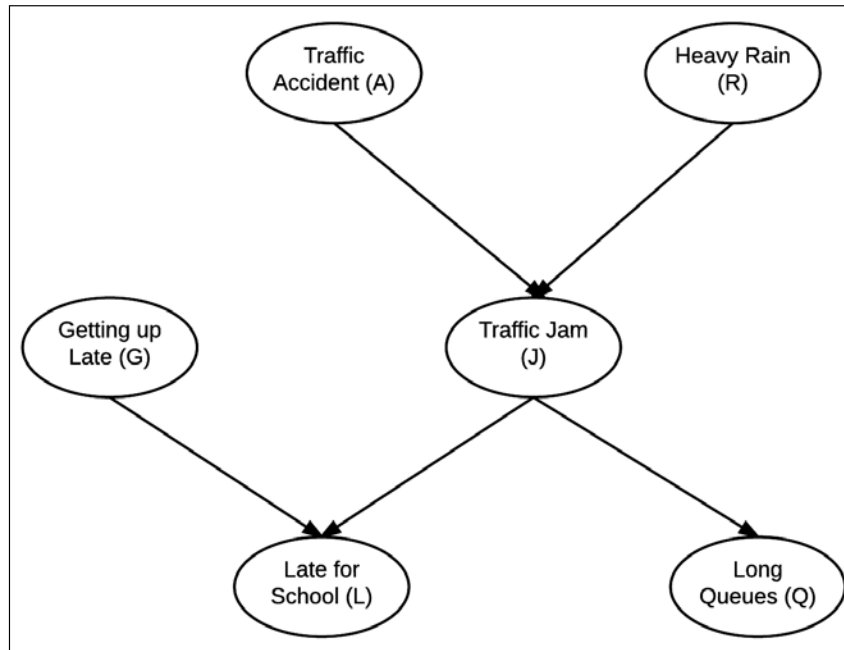 Traffic
Accident (A)
Heavy Rain
(R)
Getting up
Late (G)
Traffic Jam
(J)
Late for
School (L)
Long
Queues (Q)